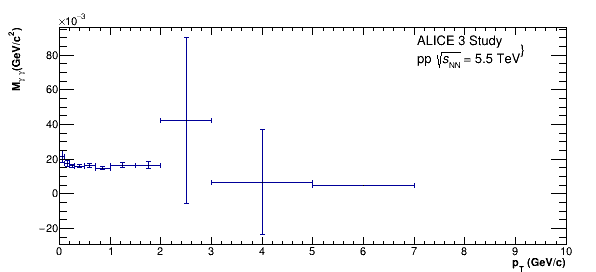 ×10⁻³
M_γγ (GeV/c²)
80
60
40
20
0
−20
ALICE 3 Study
pp √s_NN = 5.5 TeV}
0 1 2 3 4 5 6 7 8 9 10
p_T (GeV/c)